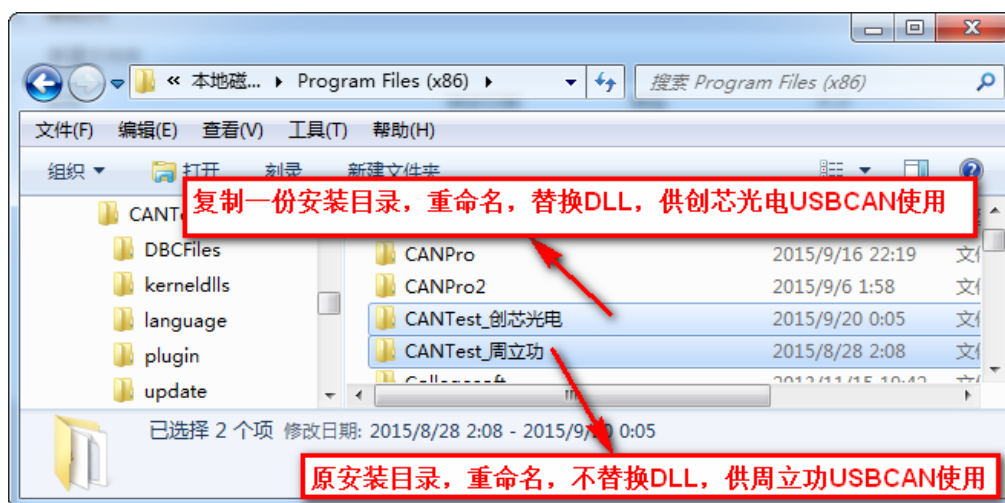 « 本地磁... ▸ Program Files (x86) ▸
搜索 Program Files (x86)
文件(F) 编辑(E) 查看(V) 工具(T) 帮助(H)
组织 打开 刻录 新建文件夹
复制一份安装目录，重命名，替换DLL，供创芯光电USBCAN使用
DBCFiles
kerneldlls
language
plugin
update
CANPro 2015/9/16 22:19
CANPro2 2015/9/6 1:58
CANTest_创芯光电 2015/9/20 0:05
CANTest_周立功 2015/8/28 2:08
已选择 2 个项 修改日期: 2015/8/28 2:08 - 2015/9/20 0:05
原安装目录，重命名，不替换DLL，供周立功USBCAN使用